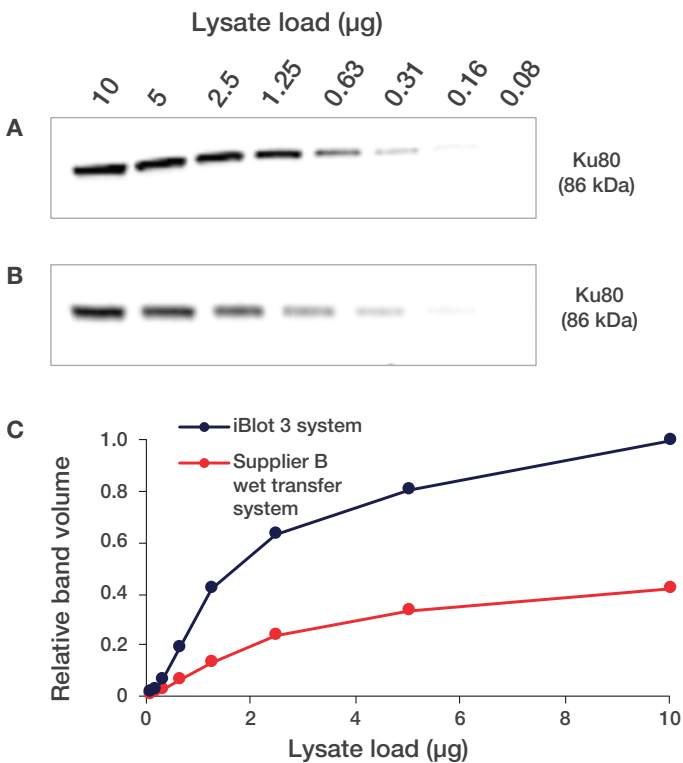 Lysate load (µg)
10 5 2.5 1.25 0.63 0.31 0.16 0.08
A
Ku80
(86 kDa)
B
Ku80
(86 kDa)
C
iBlot 3 system
Supplier B
wet transfer
system
Relative band volume
1.0
0.8
0.6
0.4
0.2
0
0 2 4 6 8 10
Lysate load (µg)